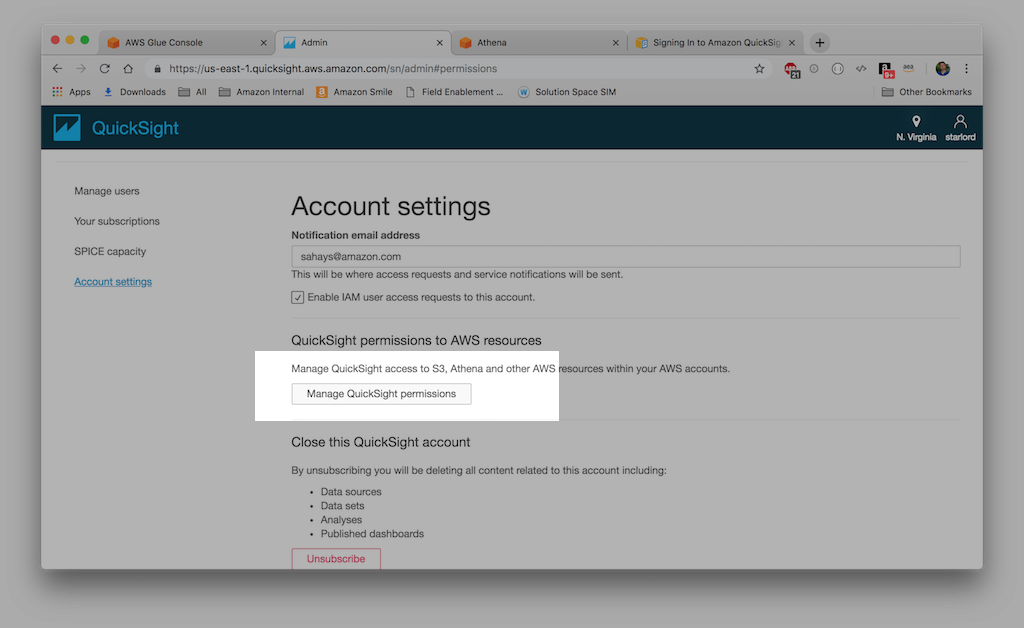 AWS Glue Console
Admin
Athena
Signing In to Amazon QuickSig
https://us-east-1.quicksight.aws.amazon.com/sn/admin#permissions
21
9+
aea
Apps
Downloads
All
Amazon Internal
Amazon Smile
Field Enablement ...
Solution Space SIM
Other Bookmarks
QuickSight
N. Virginia
starlord
Manage users
Your subscriptions
SPICE capacity
Account settings
Account settings
Notification email address
sahays@amazon.com
This will be where access requests and service notifications will be sent.
Enable IAM user access requests to this account.
QuickSight permissions to AWS resources
Manage QuickSight access to S3, Athena and other AWS resources within your AWS accounts.
Manage QuickSight permissions
Close this QuickSight account
By unsubscribing you will be deleting all content related to this account including:
• Data sources
• Data sets
• Analyses
• Published dashboards
Unsubscribe